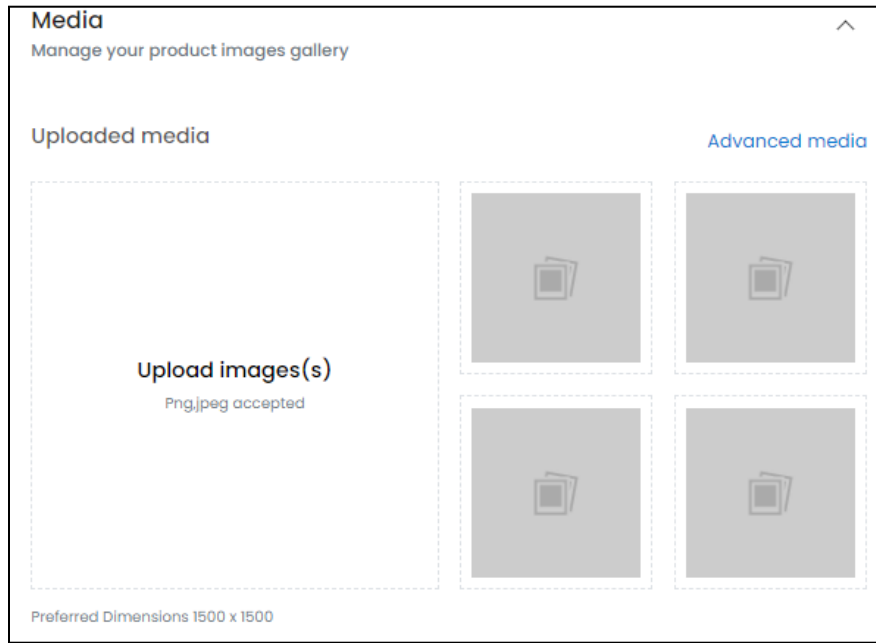 Media
Manage your product images gallery
Uploaded media
Advanced media
Upload images(s)
Png,jpeg accepted
Preferred Dimensions 1500 x 1500